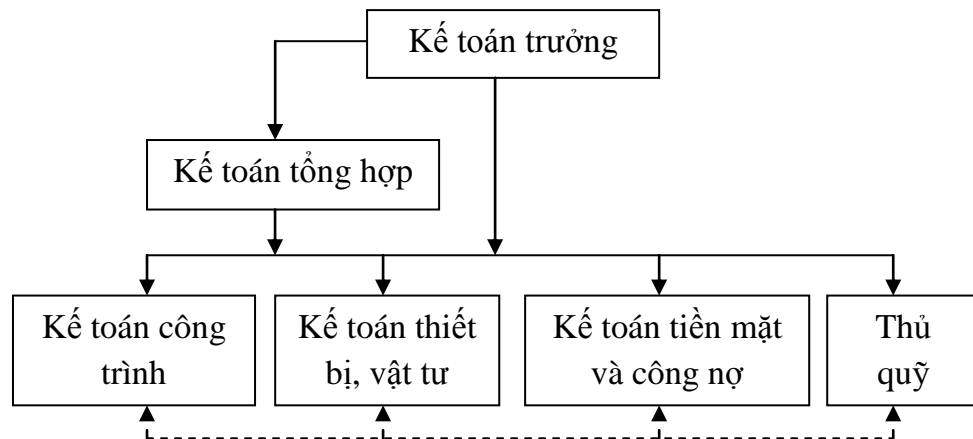 Kế toán trưởng
Kế toán tổng hợp
Kế toán công
trình
Kế toán thiết
bị, vật tư
Kế toán tiền mặt
và công nợ
Thủ
quỹ